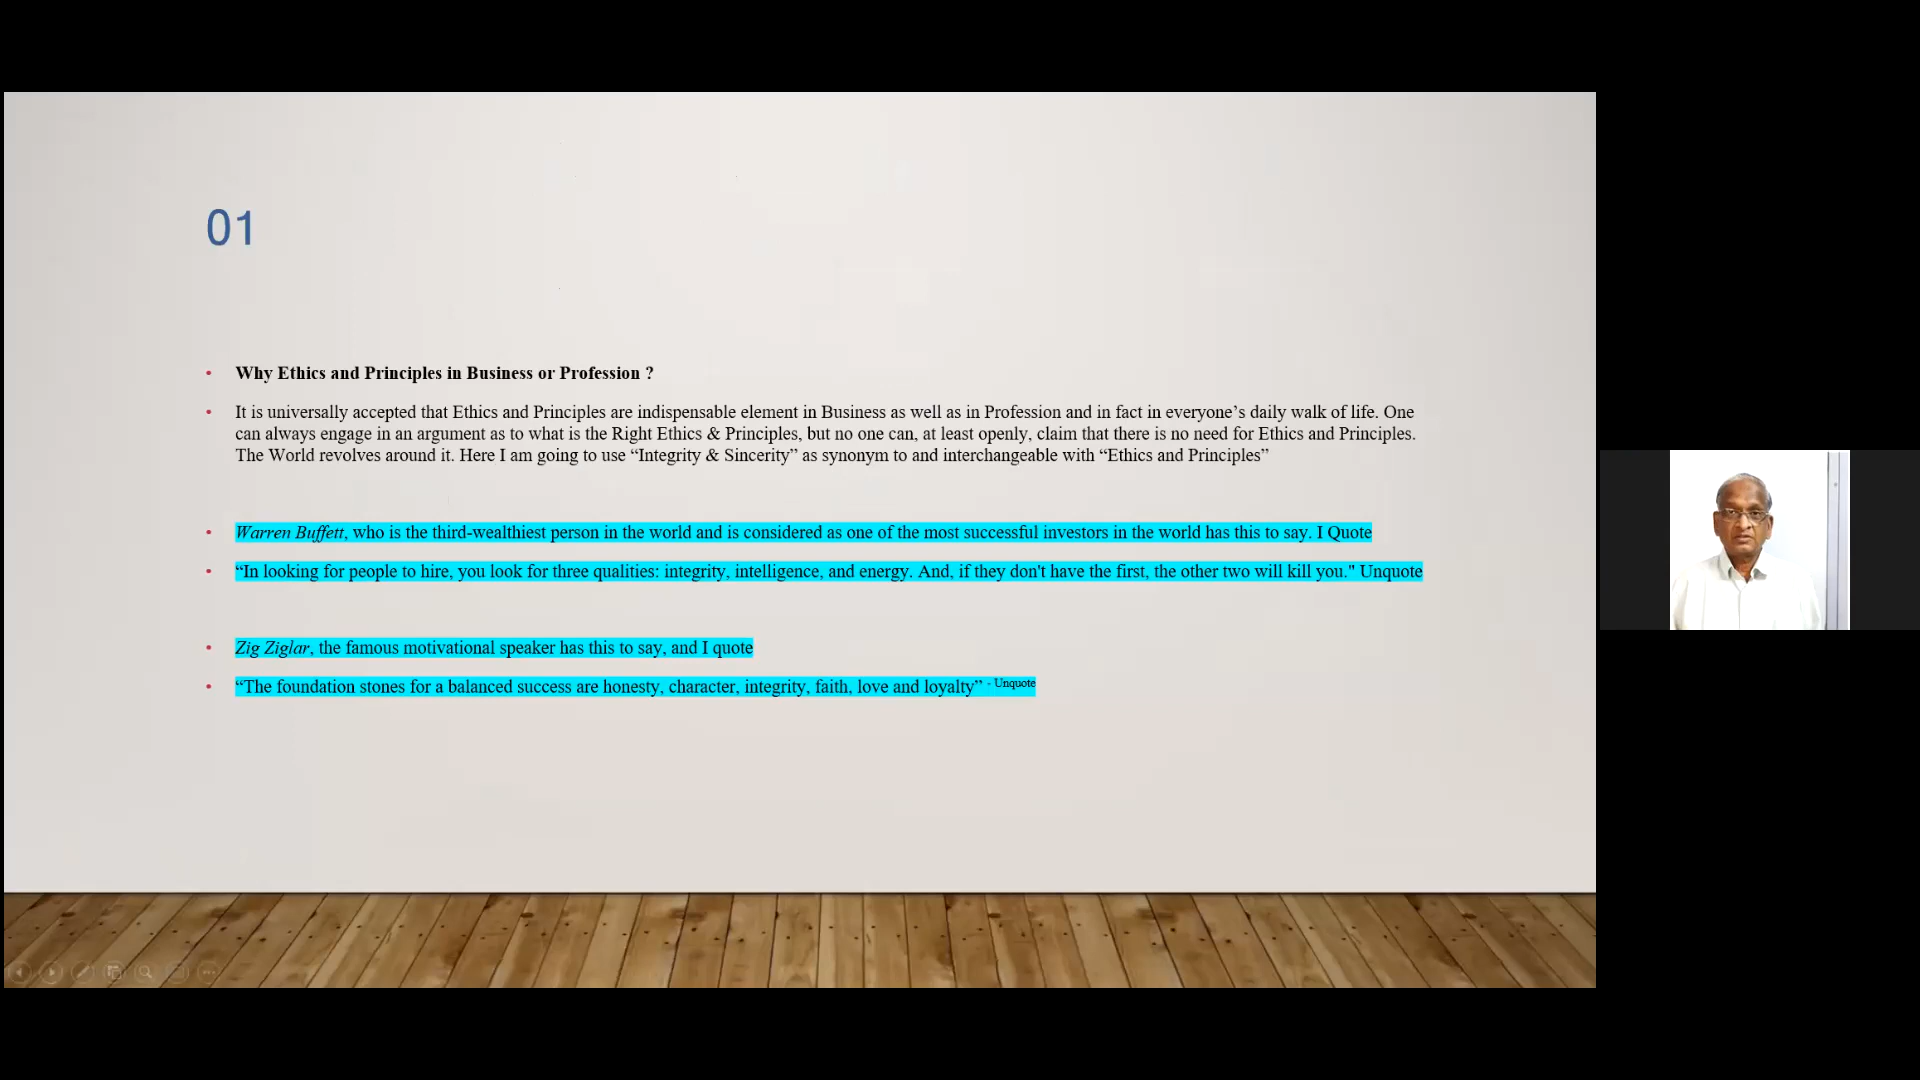 01
• Why Ethics and Principles in Business or Profession ?
• It is universally accepted that Ethics and Principles are indispensable element in Business as well as in Profession and in fact in everyone’s daily walk of life. One
can always engage in an argument as to what is the Right Ethics & Principles, but no one can, at least openly, claim that there is no need for Ethics and Principles.
The World revolves around it. Here I am going to use “Integrity & Sincerity” as synonym to and interchangeable with “Ethics and Principles”
• Warren Buffett, who is the third-wealthiest person in the world and is considered as one of the most successful investors in the world has this to say. I Quote
• “In looking for people to hire, you look for three qualities: integrity, intelligence, and energy. And, if they don't have the first, the other two will kill you." Unquote
• Zig Ziglar, the famous motivational speaker has this to say, and I quote
• “The foundation stones for a balanced success are honesty, character, integrity, faith, love and loyalty” - Unquote